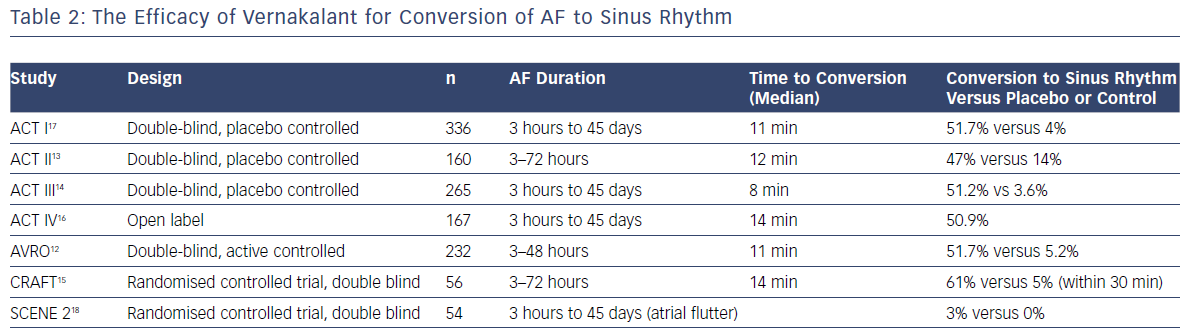 Table 2: The Efficacy of Vernakalant for Conversion of AF to Sinus Rhythm
Study Design n AF Duration Time to Conversion (Median) Conversion to Sinus Rhythm Versus Placebo or Control
ACT I¹⁷ Double-blind, placebo controlled 336 3 hours to 45 days 11 min 51.7% versus 4%
ACT II¹³ Double-blind, placebo controlled 160 3–72 hours 12 min 47% versus 14%
ACT III¹⁴ Double-blind, placebo controlled 265 3 hours to 45 days 8 min 51.2% vs 3.6%
ACT IV¹⁶ Open label 167 3 hours to 45 days 14 min 50.9%
AVRO¹² Double-blind, active controlled 232 3–48 hours 11 min 51.7% versus 5.2%
CRAFT¹⁵ Randomised controlled trial, double blind 56 3–72 hours 14 min 61% versus 5% (within 30 min)
SCENE 2¹⁸ Randomised controlled trial, double blind 54 3 hours to 45 days (atrial flutter) 3% versus 0%